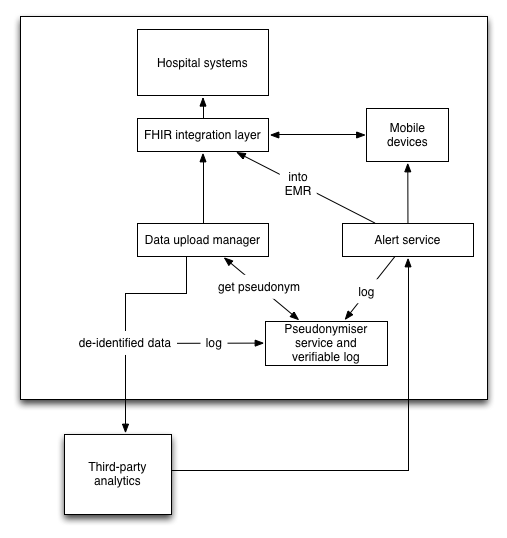 Hospital systems
FHIR integration layer
Mobile
devices
into
EMR
Data upload manager
Alert service
get pseudonym
log
Pseudonymiser
service and
verifiable log
de-identified data
log
Third-party
analytics